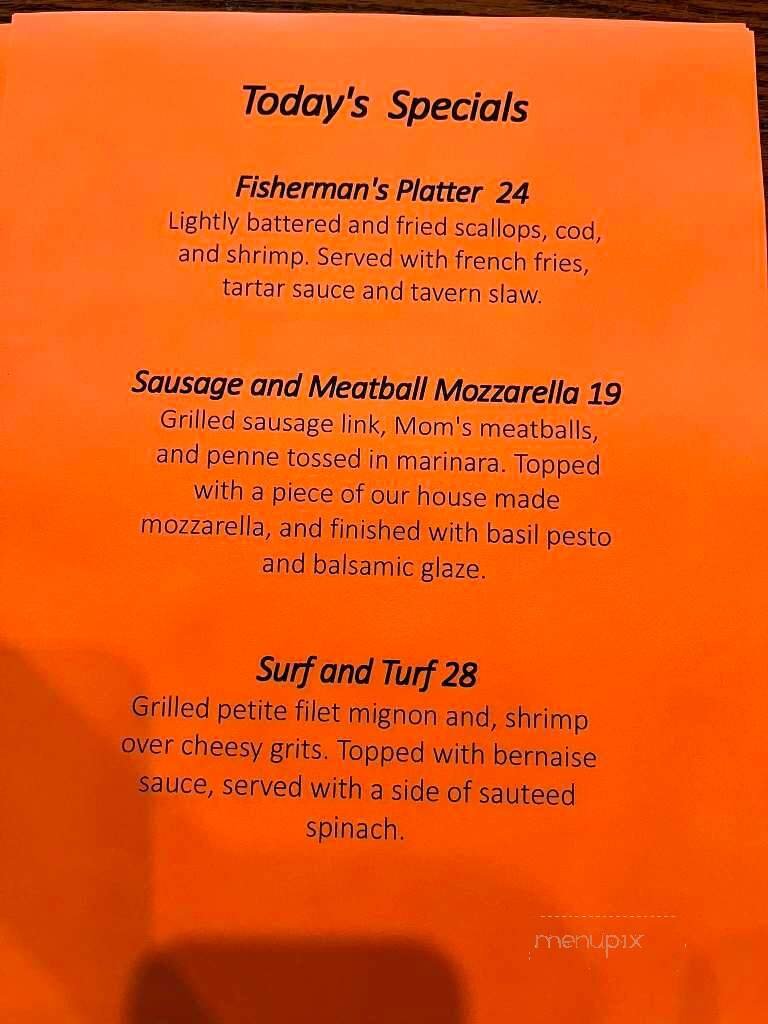 Today's Specials
Fisherman's Platter 24
Lightly battered and fried scallops, cod,
and shrimp. Served with french fries,
tartar sauce and tavern slaw.
Sausage and Meatball Mozzarella 19
Grilled sausage link, Mom's meatballs,
and penne tossed in marinara. Topped
with a piece of our house made
mozzarella, and finished with basil pesto
and balsamic glaze.
Surf and Turf 28
Grilled petite filet mignon and, shrimp
over cheesy grits. Topped with bernaise
sauce, served with a side of sauteed
spinach.
menupix